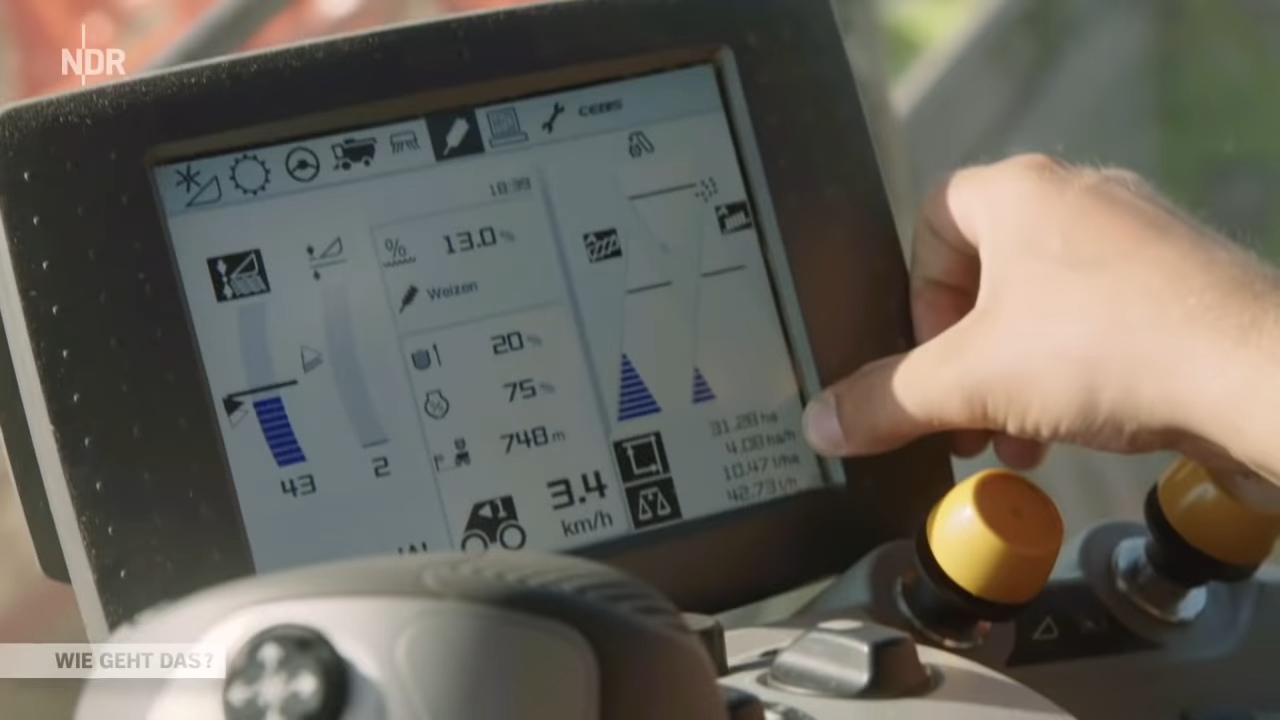 NDR
CEBIS
18:39
% 13.0 %
Weizen
20 %
75 %
748 m
3.4
km/h
43
2
31.28 ha
4.08 ha/h
10.47 l/ha
42.73 l/h
WIE GEHT DAS?